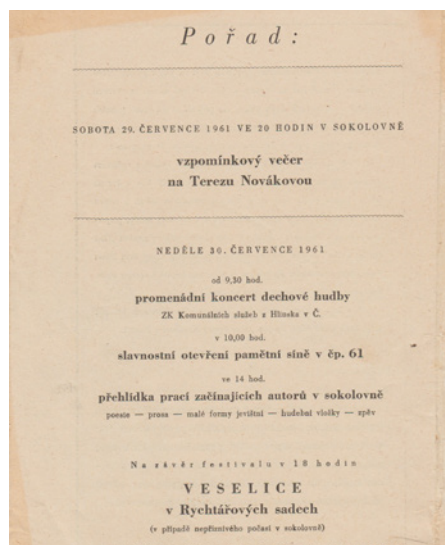 Pořad:
SOBOTA 29. ČERVENCE 1961 VE 20 HODIN V SOKOLOVNĚ
vzpomínkový večer
na Terezu Novákovou
NEDĚLE 30. ČERVENCE 1961
od 9,30 hod.
promenádní koncert dechové hudby
ZK Komunálních služeb z Hlinska v Č.
v 10,00 hod.
slavnostní otevření pamětní síně v čp. 61
ve 14 hod.
přehlídka prací začínajících autorů v sokolovně
poesie — prosa — malé formy jevištní — hudební vložky — zpěv
Na závěr festivalu v 18 hodin
VESELICE
v Rychtářových sadech
(v případě nepříznivého počasí v sokolovně)